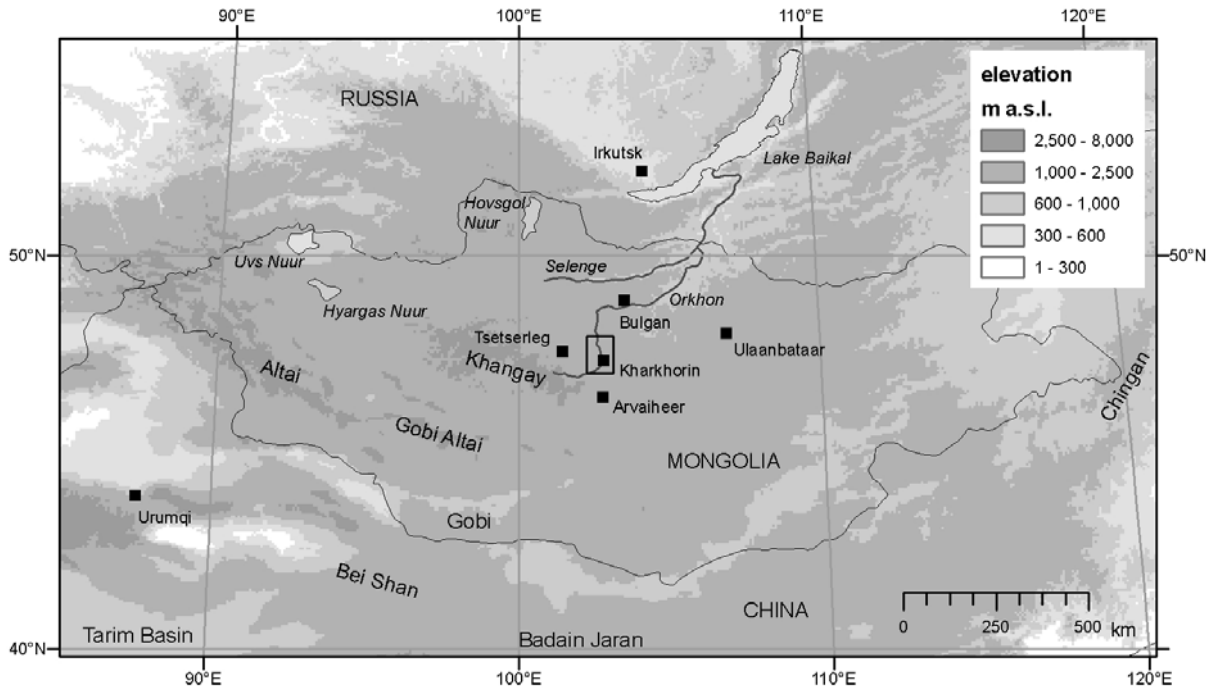 90°E
100°E
110°E
120°E
elevation
m a.s.l.
2,500 - 8,000
1,000 - 2,500
600 - 1,000
300 - 600
1 - 300
RUSSIA
Irkutsk
Lake Baikal
Hovsgol
Nuur
50°N
50°N
Uvs Nuur
Selenge
Hyargas Nuur
Orkhon
Bulgan
Tsetserleg
Ulaanbataar
Khangay
Kharkhorin
Altai
Chingan
Arvaiheer
Gobi Altai
MONGOLIA
Urumqi
Gobi
Bei Shan
CHINA
0
250
500
km
Tarim Basin
Badain Jaran
40°N
40°N
90°E
100°E
110°E
120°E